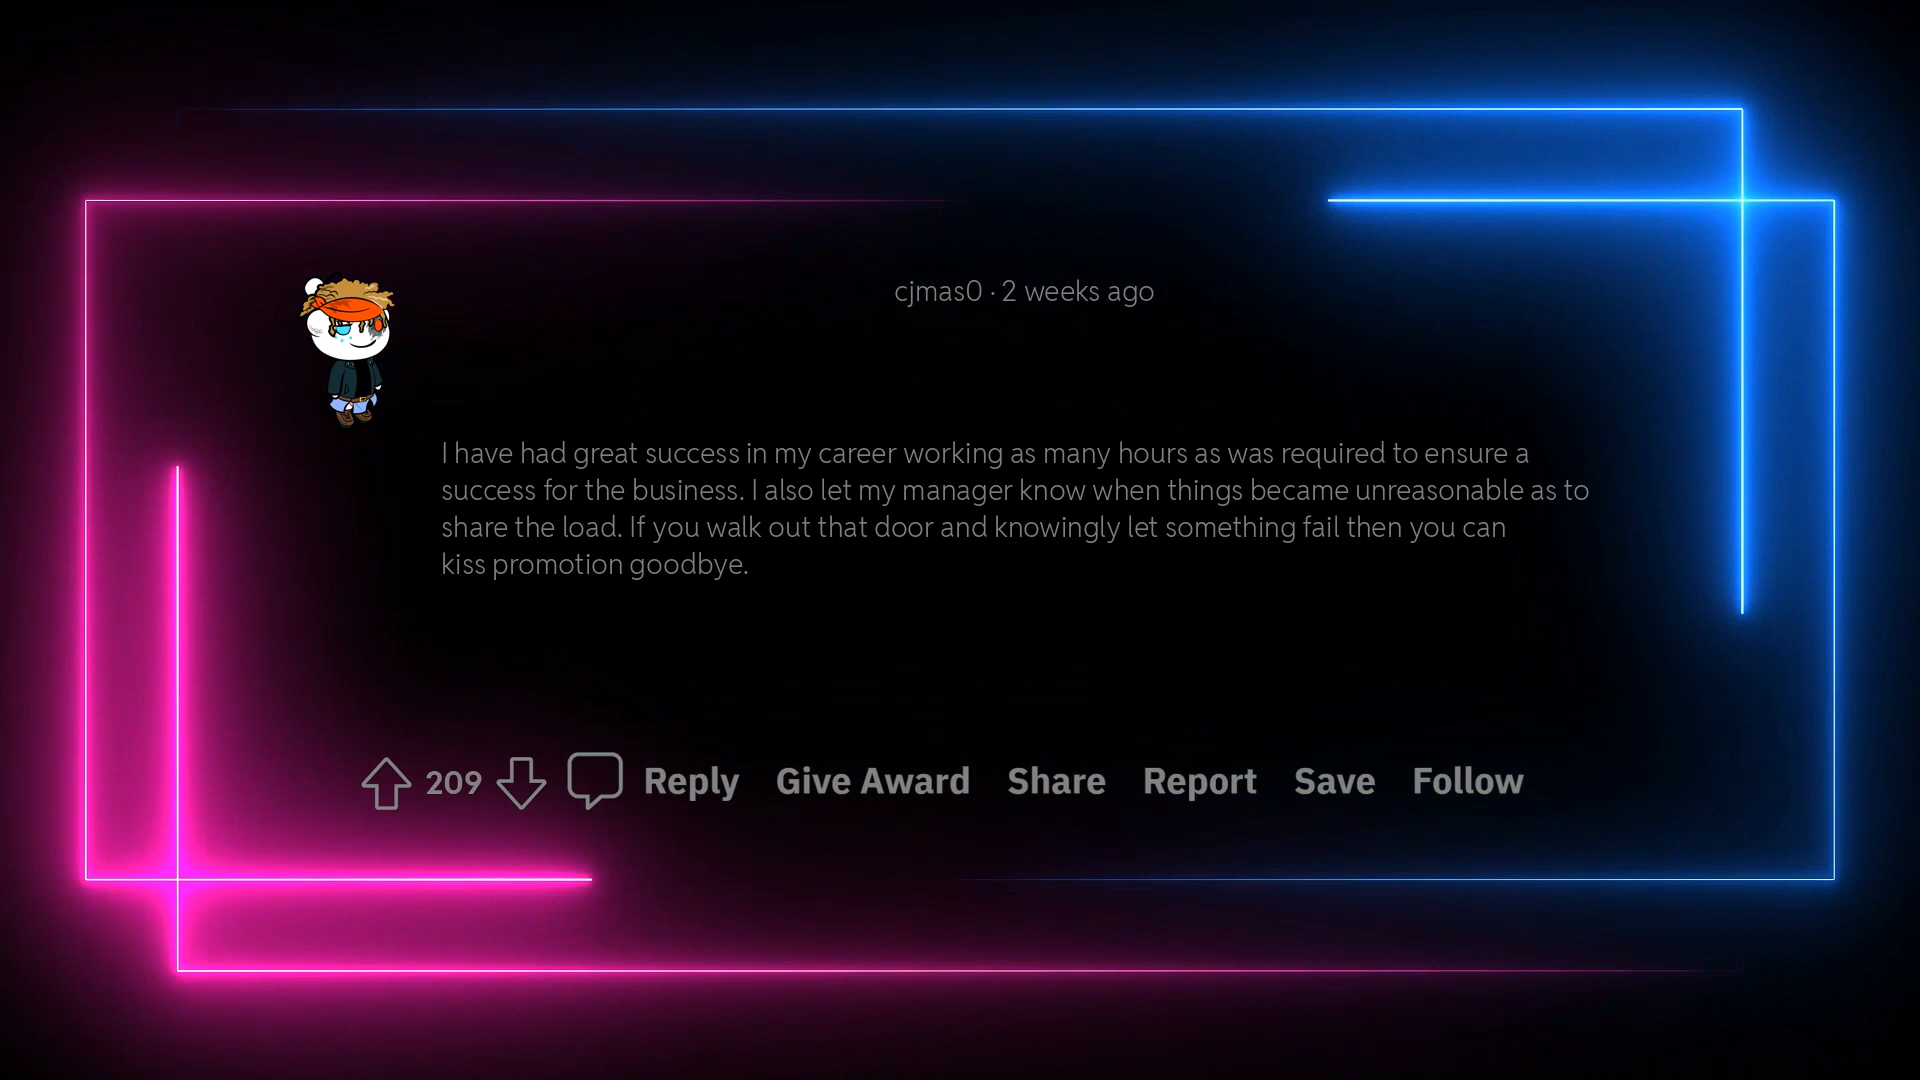 cjmas0 · 2 weeks ago
I have had great success in my career working as many hours as was required to ensure a
success for the business. I also let my manager know when things became unreasonable as to
share the load. If you walk out that door and knowingly let something fail then you can
kiss promotion goodbye.
209 Reply Give Award Share Report Save Follow